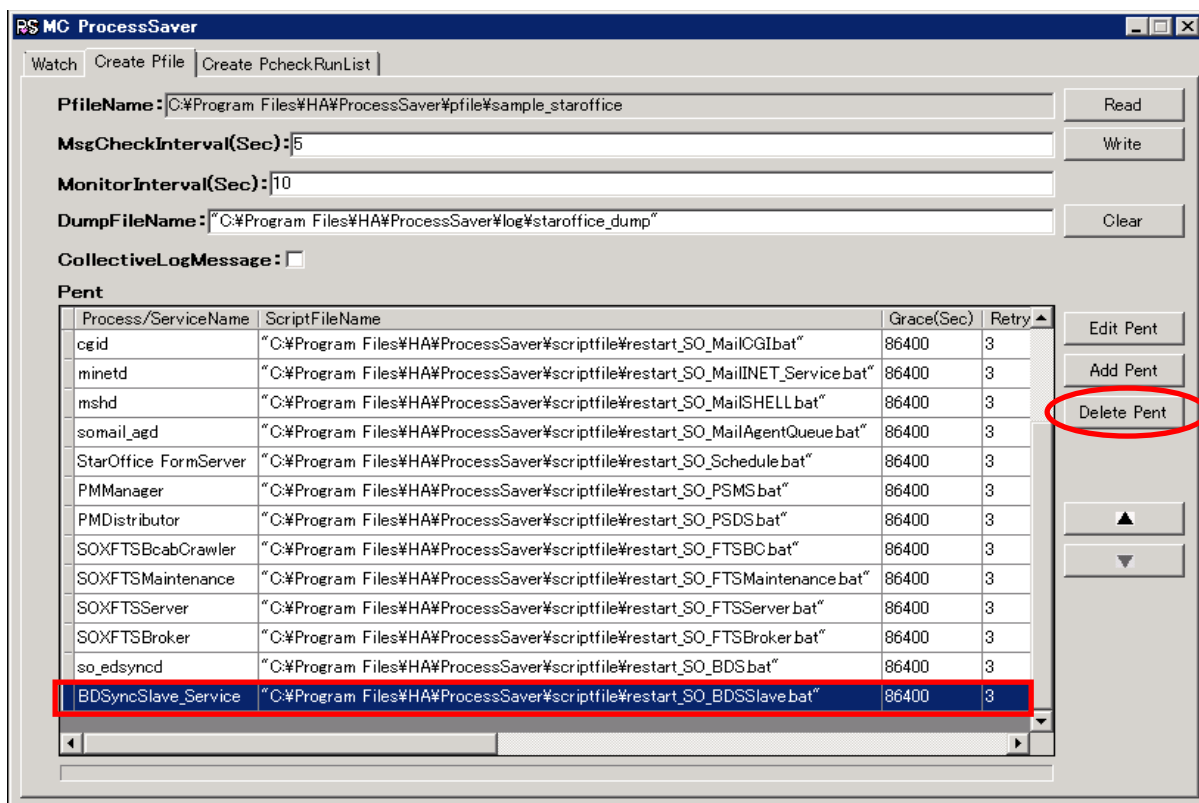 MC ProcessSaver
Watch Create Pfile Create PcheckRunList
PfileName: C:¥Program Files¥HA¥ProcessSaver¥pfile¥sample_staroffice Read
MsgCheckInterval(Sec): 5 Write
MonitorInterval(Sec): 10
DumpFileName: "C:¥Program Files¥HA¥ProcessSaver¥log¥staroffice_dump" Clear
CollectiveLogMessage:
Pent
Process/ServiceName ScriptFileName Grace(Sec) Retry
cgid "C:¥Program Files¥HA¥ProcessSaver¥scriptfile¥restart_SO_MailCGI.bat" 86400 3
minetd "C:¥Program Files¥HA¥ProcessSaver¥scriptfile¥restart_SO_MailINET_Service.bat" 86400 3
mshd "C:¥Program Files¥HA¥ProcessSaver¥scriptfile¥restart_SO_MailSHELL.bat" 86400 3
somail_agd "C:¥Program Files¥HA¥ProcessSaver¥scriptfile¥restart_SO_MailAgentQueue.bat" 86400 3
StarOffice FormServer "C:¥Program Files¥HA¥ProcessSaver¥scriptfile¥restart_SO_Schedule.bat" 86400 3
PMManager "C:¥Program Files¥HA¥ProcessSaver¥scriptfile¥restart_SO_PSMS.bat" 86400 3
PMDistributor "C:¥Program Files¥HA¥ProcessSaver¥scriptfile¥restart_SO_PSDS.bat" 86400 3
SOXFTSBcabCrawler "C:¥Program Files¥HA¥ProcessSaver¥scriptfile¥restart_SO_FTSBC.bat" 86400 3
SOXFTSMaintenance "C:¥Program Files¥HA¥ProcessSaver¥scriptfile¥restart_SO_FTSMaintenance.bat" 86400 3
SOXFTSServer "C:¥Program Files¥HA¥ProcessSaver¥scriptfile¥restart_SO_FTSServer.bat" 86400 3
SOXFTSBroker "C:¥Program Files¥HA¥ProcessSaver¥scriptfile¥restart_SO_FTSBroker.bat" 86400 3
so_edsyncd "C:¥Program Files¥HA¥ProcessSaver¥scriptfile¥restart_SO_BDS.bat" 86400 3
BDSyncSlave_Service "C:¥Program Files¥HA¥ProcessSaver¥scriptfile¥restart_SO_BDSSlave.bat" 86400 3
Edit Pent
Add Pent
Delete Pent